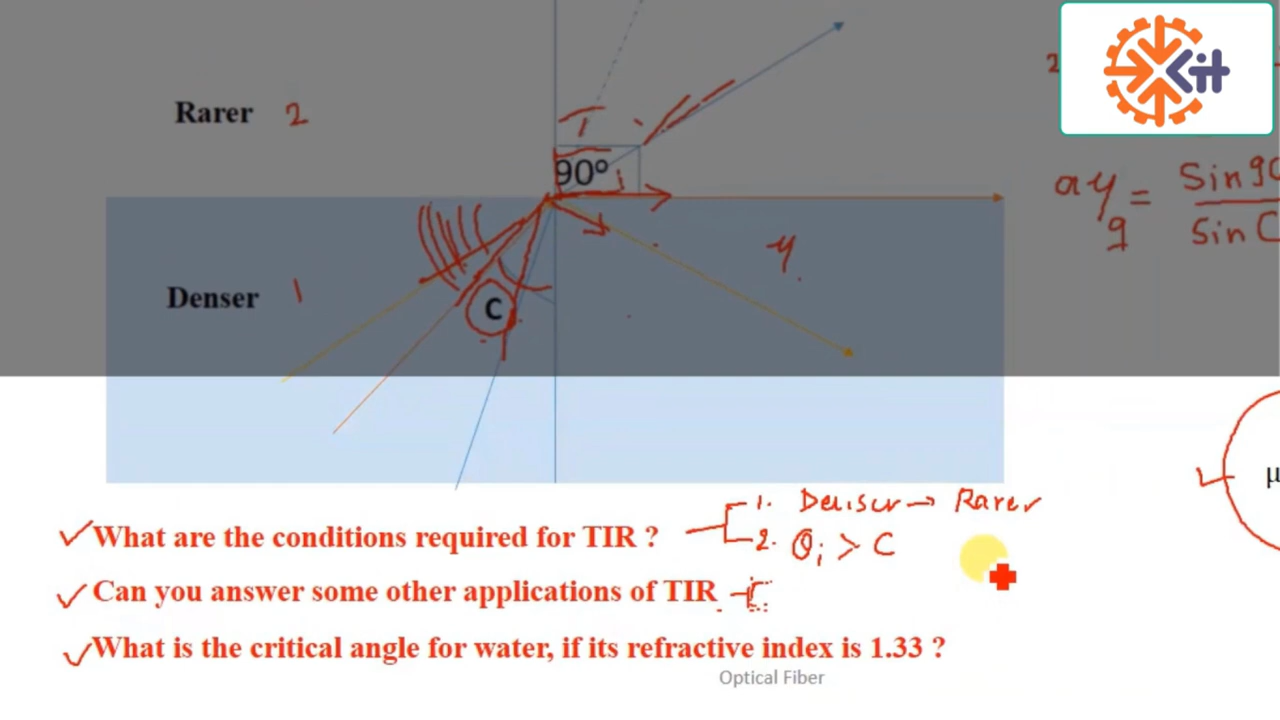 Rarer 2
90°
aμg = Sin 90 / Sin C
Denser 1
μ
C
μ
1. Denser → Rarer
What are the conditions required for TIR ?
2. θi > C
Can you answer some other applications of TIR
What is the critical angle for water, if its refractive index is 1.33 ?
Optical Fiber